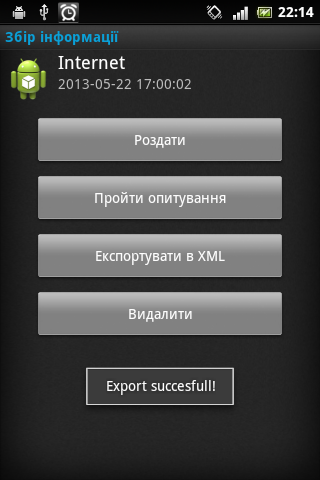 22:14
Збір інформації
Internet
2013-05-22 17:00:02
Роздати
Пройти опитування
Експортувати в XML
Видалити
Export succesfull!